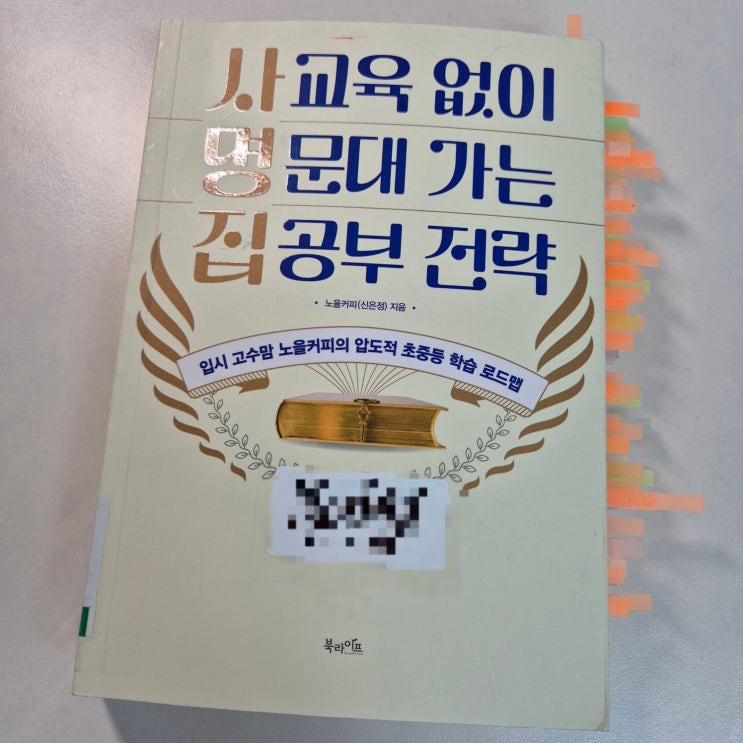 사교육 없이
명문대 가는
집공부 전략
• 노을커피(신은정) 지음 •
입시 고수맘 노을커피의 압도적 초중등 학습 로드맵
북라이프